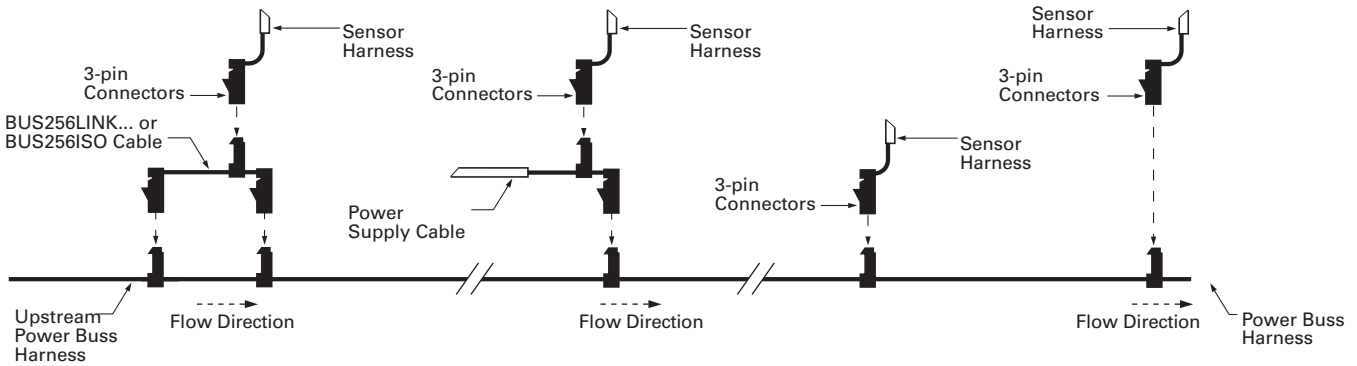 Sensor
Harness
3-pin
Connectors
BUS256LINK... or
BUS256ISO Cable
Upstream
Power Buss
Harness
Flow Direction
Sensor
Harness
3-pin
Connectors
Power
Supply Cable
Flow Direction
Sensor
Harness
3-pin
Connectors
Sensor
Harness
3-pin
Connectors
Flow Direction
Power Buss
Harness